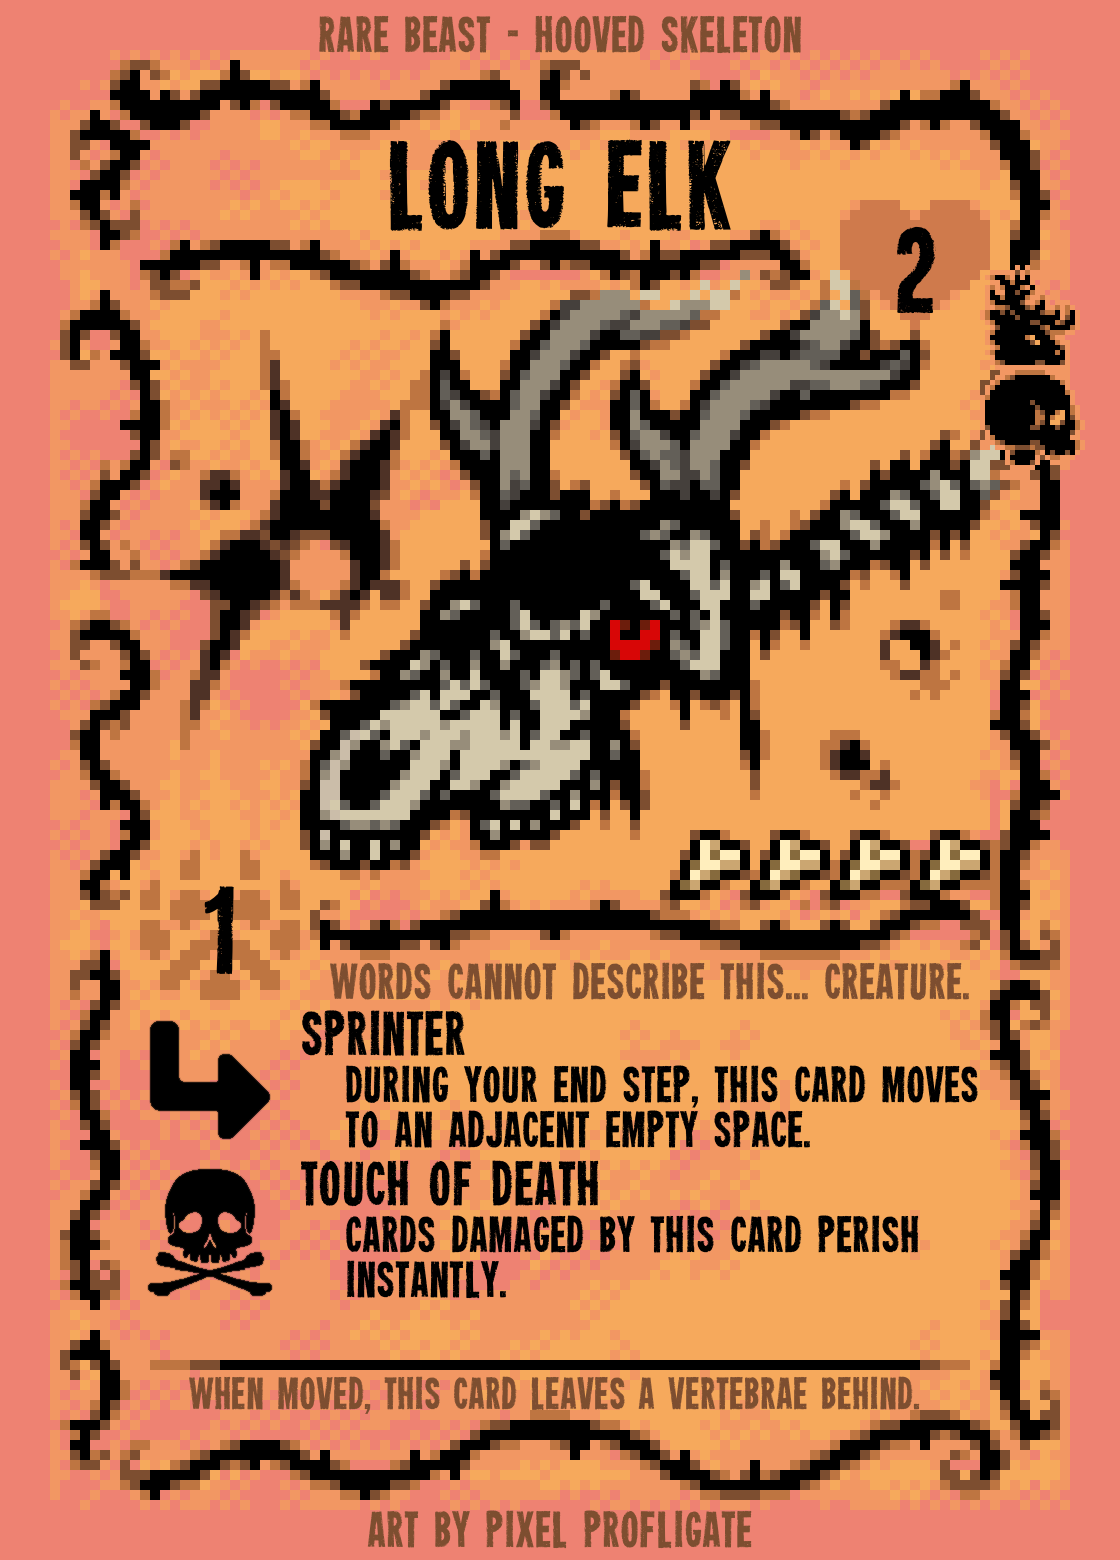 RARE BEAST - HOOVED SKELETON
LONG ELK
2
1
WORDS CANNOT DESCRIBE THIS... CREATURE.
SPRINTER
DURING YOUR END STEP, THIS CARD MOVES
TO AN ADJACENT EMPTY SPACE.
TOUCH OF DEATH
CARDS DAMAGED BY THIS CARD PERISH
INSTANTLY.
WHEN MOVED, THIS CARD LEAVES A VERTEBRAE BEHIND.
ART BY PIXEL PROFLIGATE